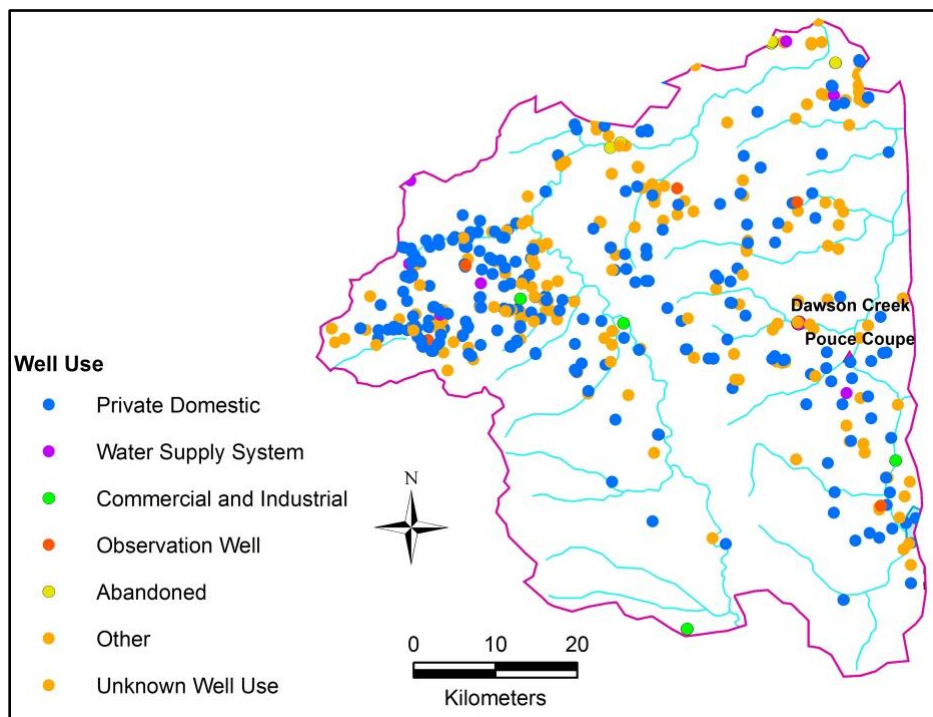 Dawson Creek
Pouce Coupe
Well Use
Private Domestic
Water Supply System
Commercial and Industrial
Observation Well
Abandoned
Other
Unknown Well Use
N
0 10 20
Kilometers